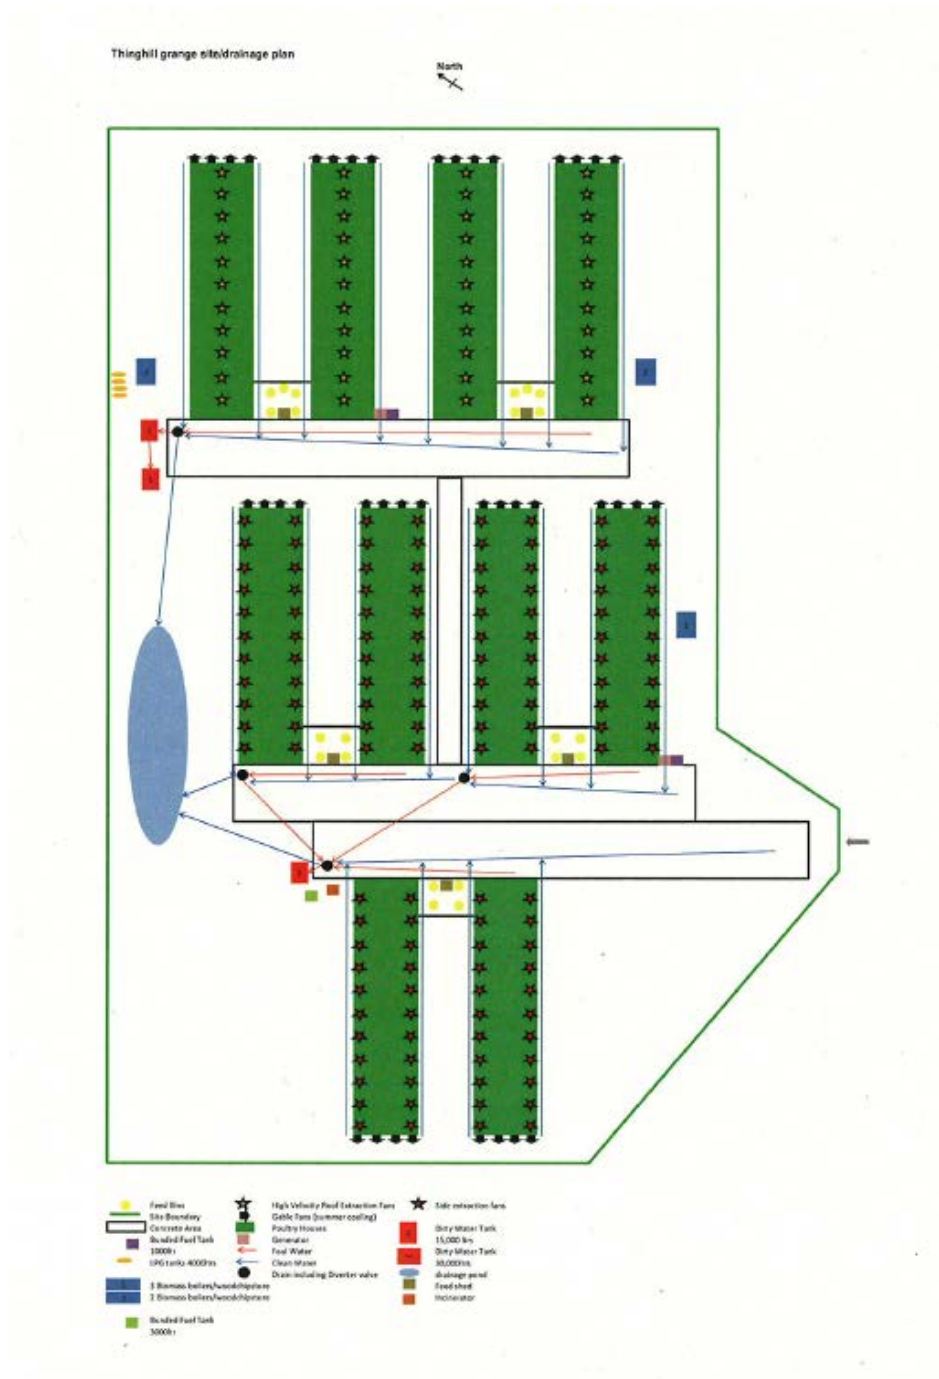 Thinghill grange site/drainage plan
North
Feed Bins
High Velocity Roof Extraction Fans
Side extraction fans
Site Boundary
Gable Fans (summer cooling)
Concrete Area
Poultry Houses
Dirty Water Tank
15,000 ltrs
Bunded Fuel Tank
1000ltr
Generator
Foul Water
Dirty Water Tank
30,000ltrs
LPG tanks 4000ltrs
Clean Water
Drain including Diverter valve
drainage pond
Feed shed
3 Biomass boilers/woodchipstore
2 Biomass boilers/woodchipstore
Incinerator
Bunded Fuel Tank
3000ltr